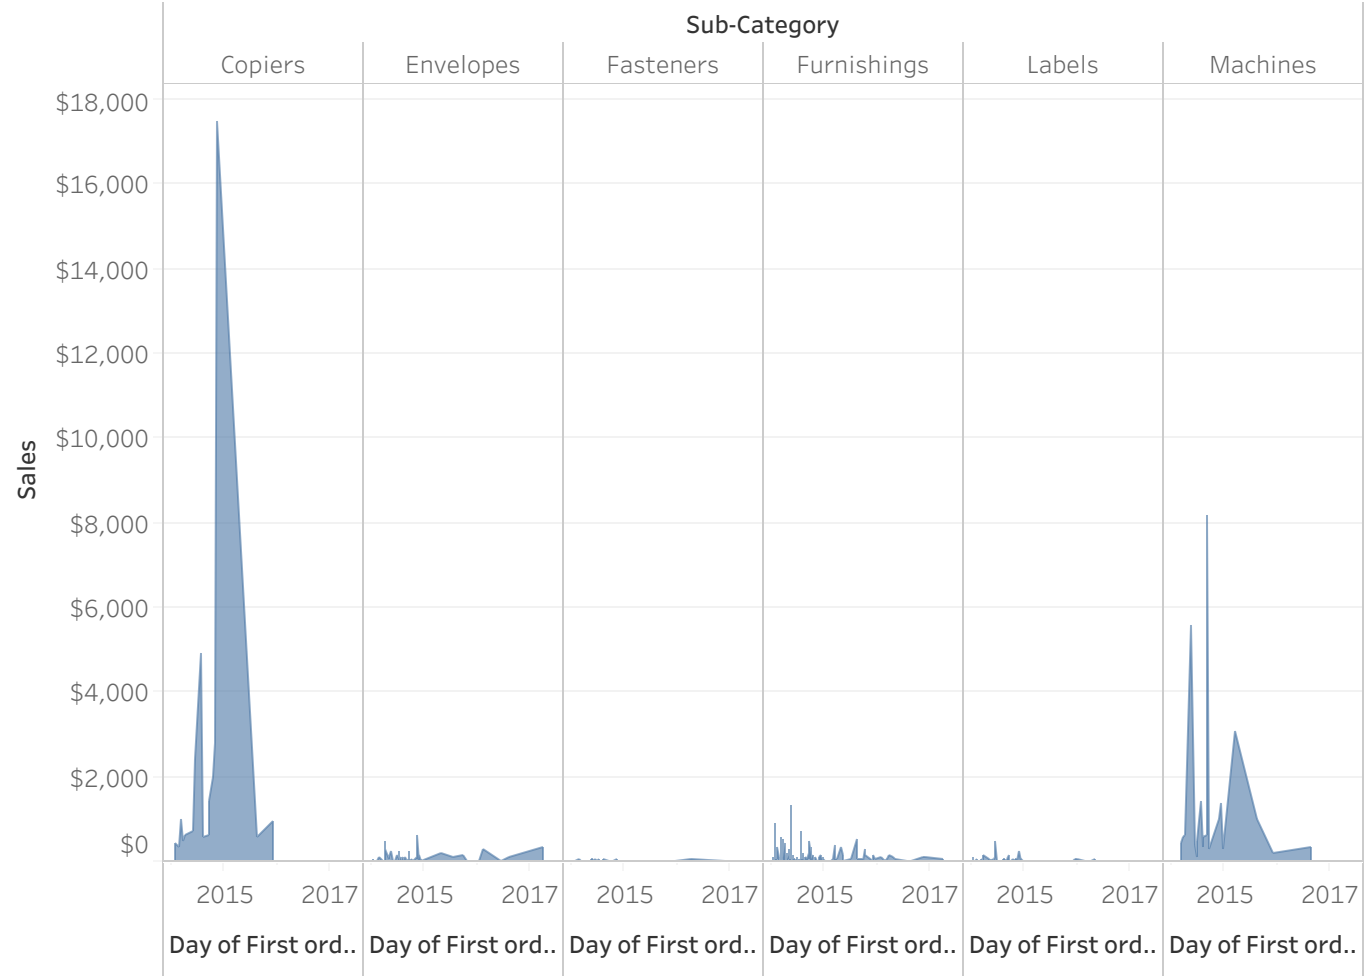 Sub-Category
Copiers Envelopes Fasteners Furnishings Labels Machines
$18,000
$16,000
$14,000
$12,000
$10,000
$8,000
$6,000
$4,000
$2,000
$0
Sales
2015 2017 2015 2017 2015 2017 2015 2017 2015 2017 2015 2017
Day of First ord.. Day of First ord.. Day of First ord.. Day of First ord.. Day of First ord.. Day of First ord..